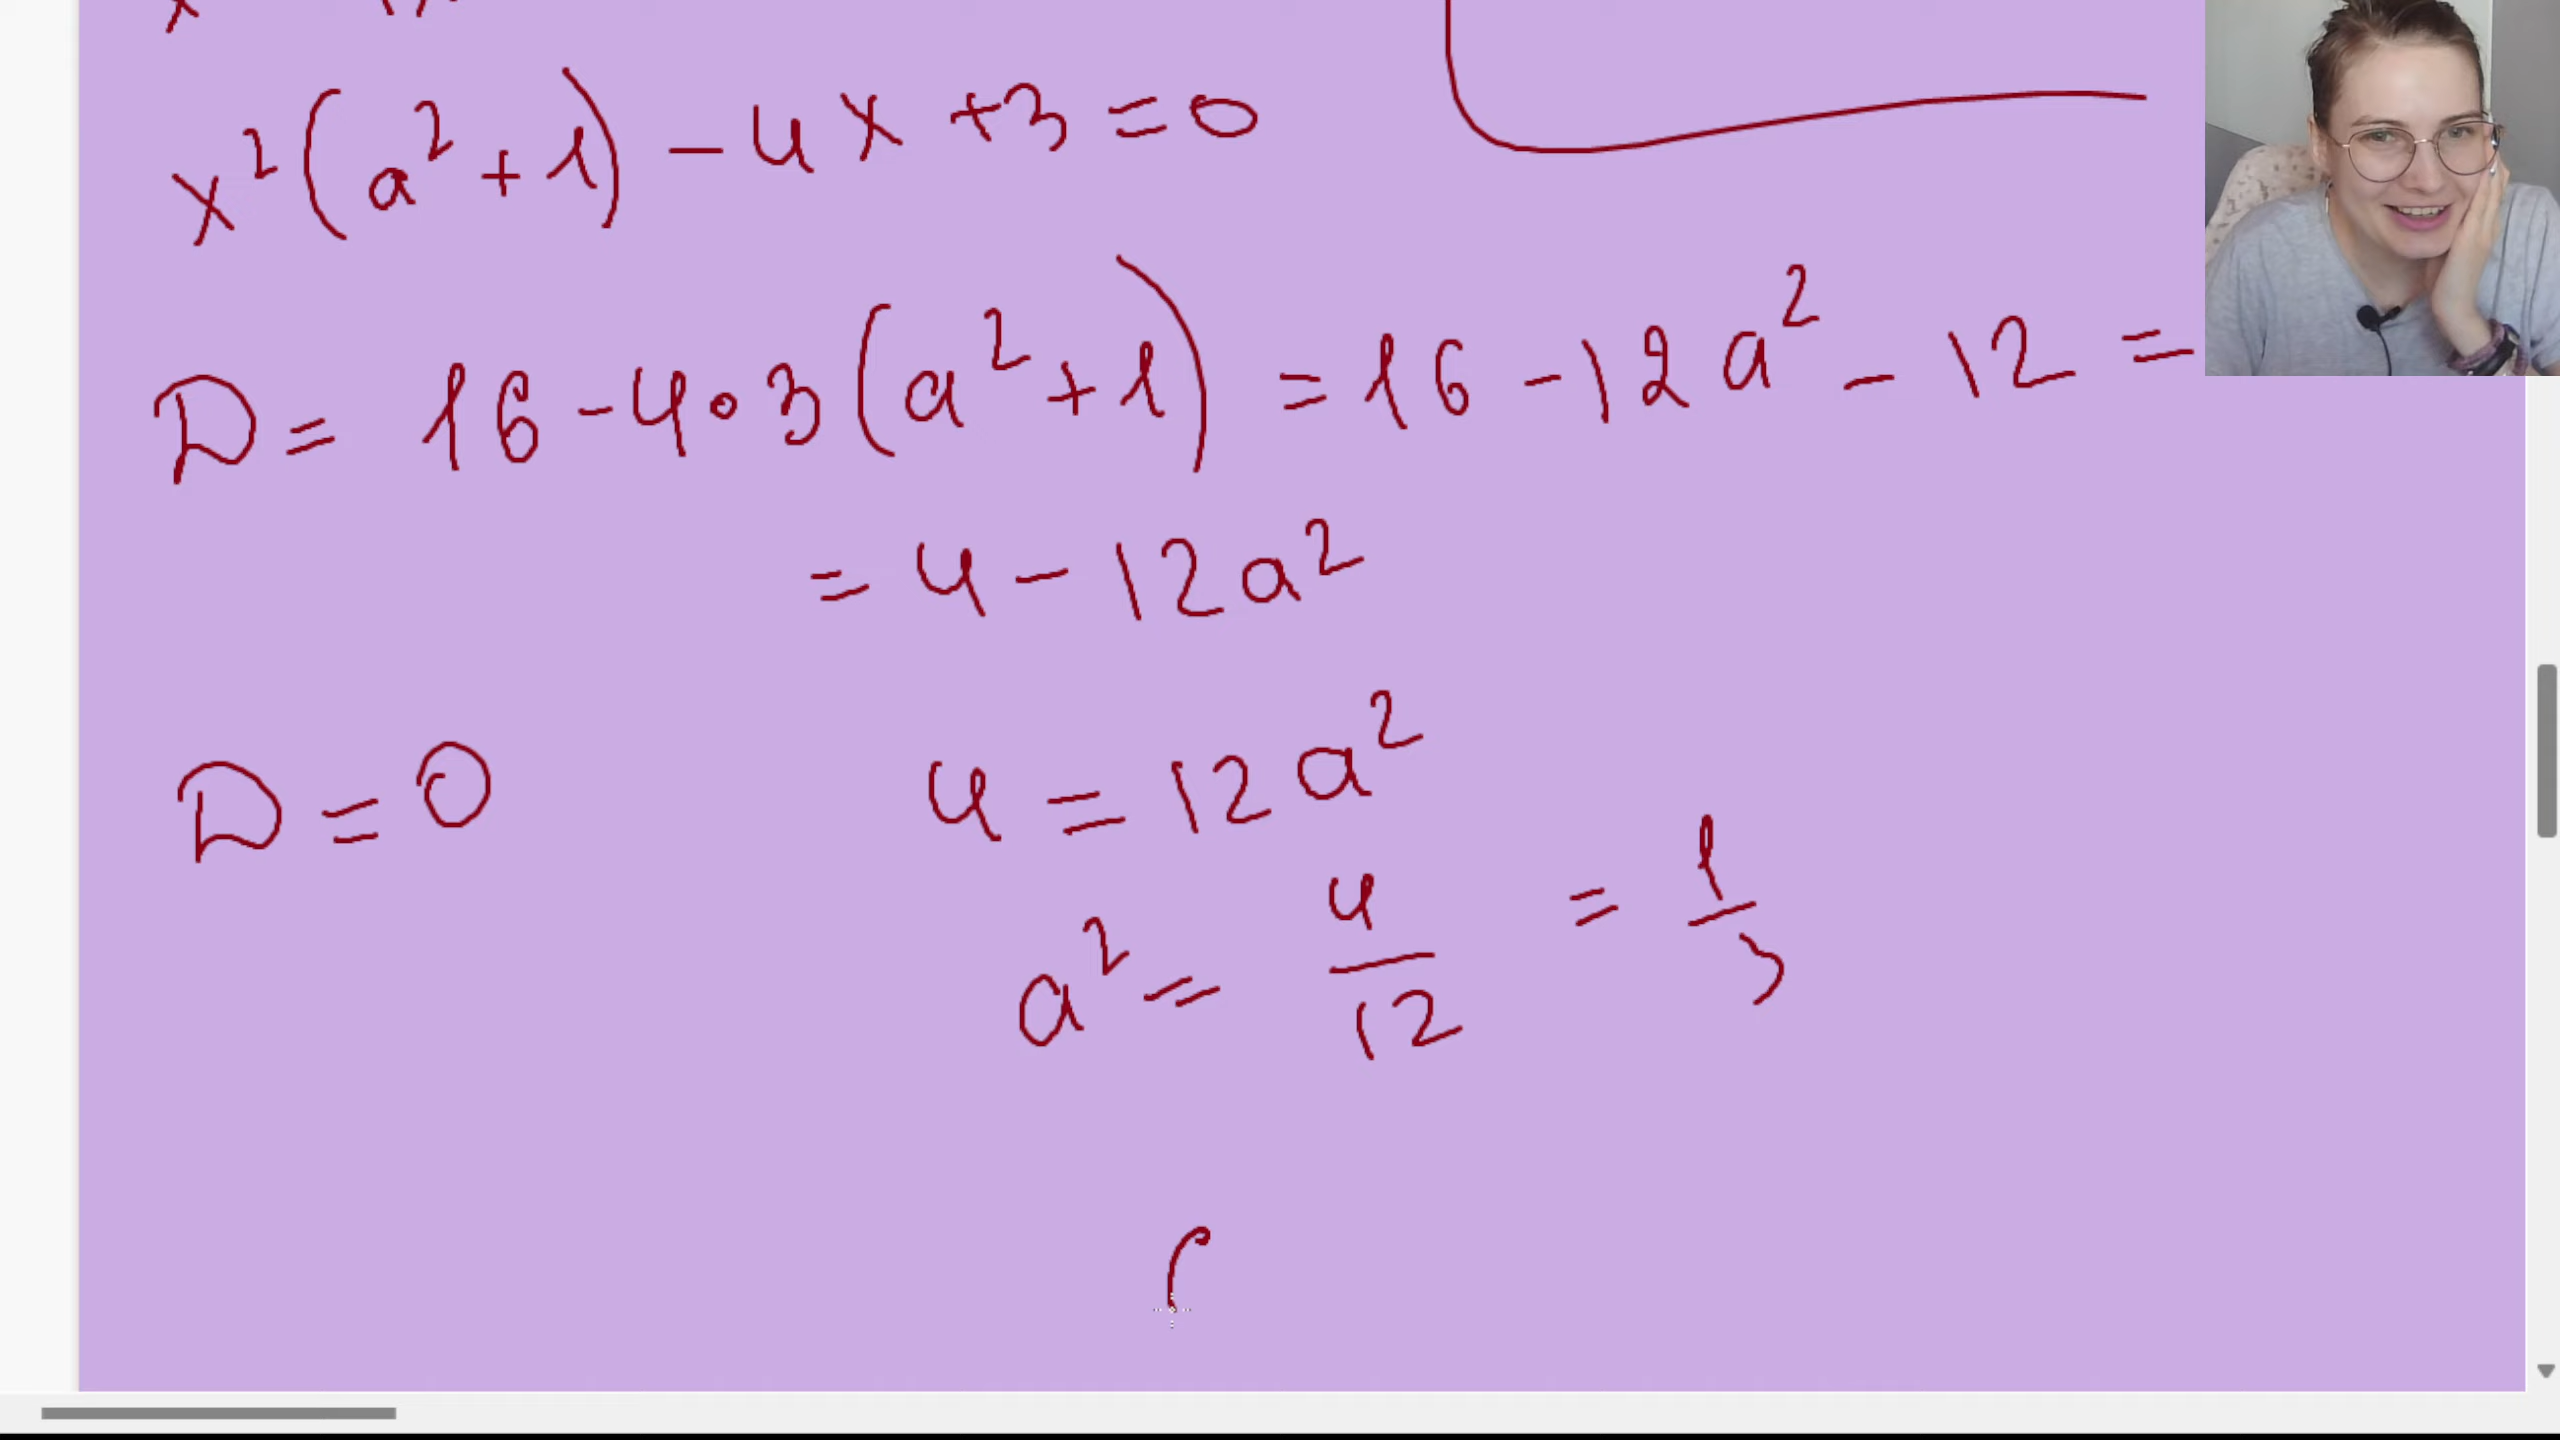 x²(a²+1) - 4x + 3 = 0
D = 16 - 4·3(a²+1) = 16 - 12a² - 12 =
= 4 - 12a²
D = 0
4 = 12a²
a² = 4/12 = 1/3